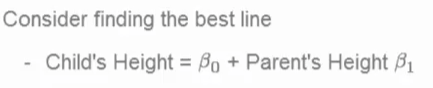 Consider finding the best line
- Child's Height = β₀ + Parent's Height β₁